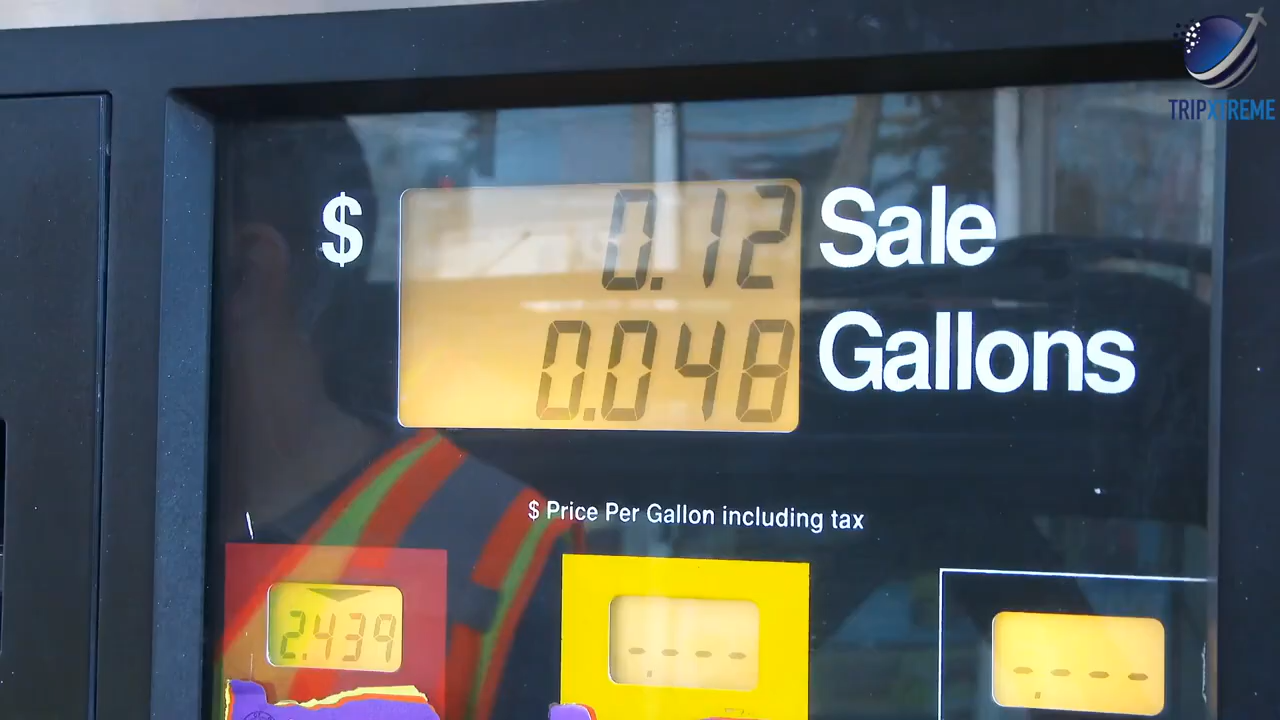 TRIPXTREME
$ 0.12 Sale
0.048 Gallons
$ Price Per Gallon including tax
2.439
-.---
-.---